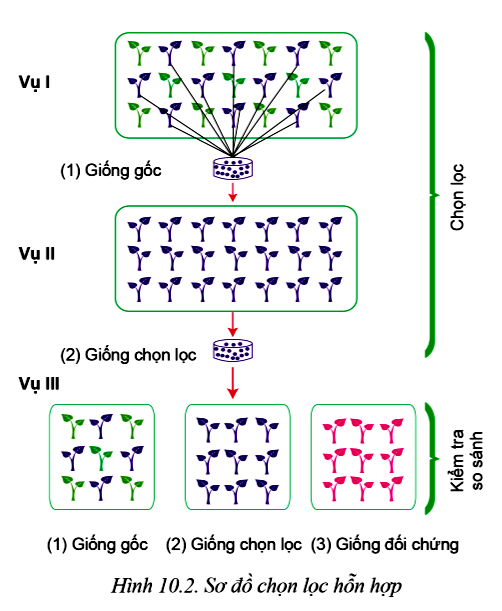 Vụ I
(1) Giống gốc
Chọn lọc
Vụ II
(2) Giống chọn lọc
Vụ III
Kiểm tra
so sánh
(1) Giống gốc (2) Giống chọn lọc (3) Giống đối chứng
Hình 10.2. Sơ đồ chọn lọc hỗn hợp